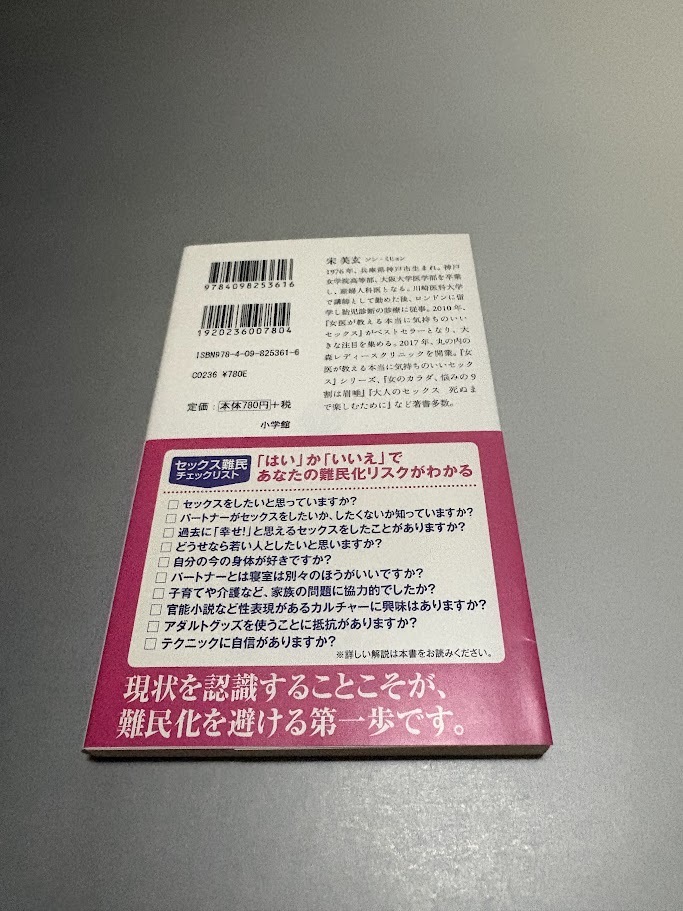 9784098253616
1920236007804
ISBN978-4-09-825361-6
C0236 ¥780E
定価：本体780円＋税
小学館
宋 美玄 ソン・ミヒョン
1976年、兵庫県神戸市生まれ。神戸
女学院高等部、大阪大学医学部を卒業
し、産婦人科医となる。川崎医科大学
で講師として勤めた後、ロンドンに留
学し胎児診断の診療に従事。2010年、
『女医が教える本当に気持ちのいい
セックス』がベストセラーとなり、大
きな注目を集める。2017年、丸の内の
森レディースクリニックを開業。『女
医が教える本当に気持ちのいいセック
ス』シリーズ、『女のカラダ、悩みの9
割は眉唾』『大人のセックス　死ぬま
で楽しむために』など著書多数。
セックス難民
チェックリスト
「はい」か「いいえ」で
あなたの難民化リスクがわかる
□ セックスをしたいと思っていますか?
□ パートナーがセックスをしたいか、したくないか知っていますか?
□ 過去に「幸せ!」と思えるセックスをしたことがありますか?
□ どうせなら若い人としたいと思いますか?
□ 自分の今の身体が好きですか?
□ パートナーとは寝室は別々のほうがいいですか?
□ 子育てや介護など、家族の問題に協力的でしたか?
□ 官能小説など性表現があるカルチャーに興味はありますか?
□ アダルトグッズを使うことに抵抗がありますか?
□ テクニックに自信がありますか?
※詳しい解説は本書をお読みください。
現状を認識することこそが、
難民化を避ける第一歩です。